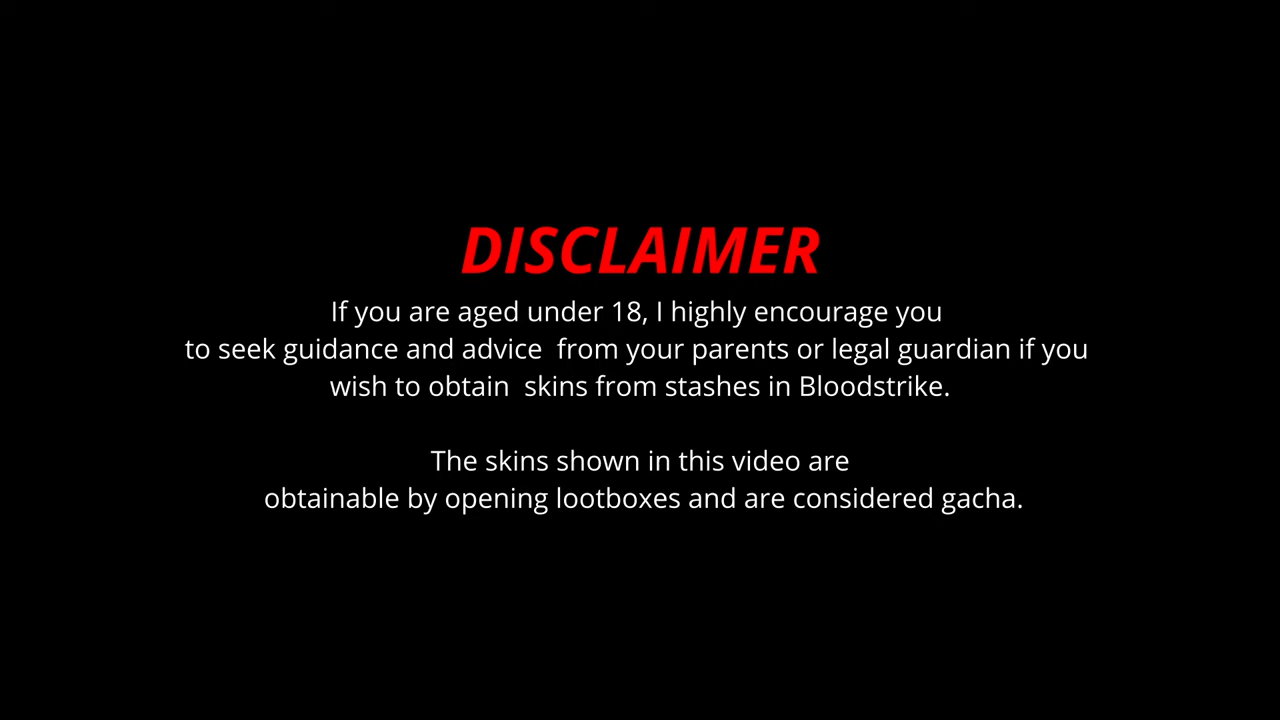 DISCLAIMER
If you are aged under 18, I highly encourage you
to seek guidance and advice  from your parents or legal guardian if you
wish to obtain  skins from stashes in Bloodstrike.
The skins shown in this video are
obtainable by opening lootboxes and are considered gacha.